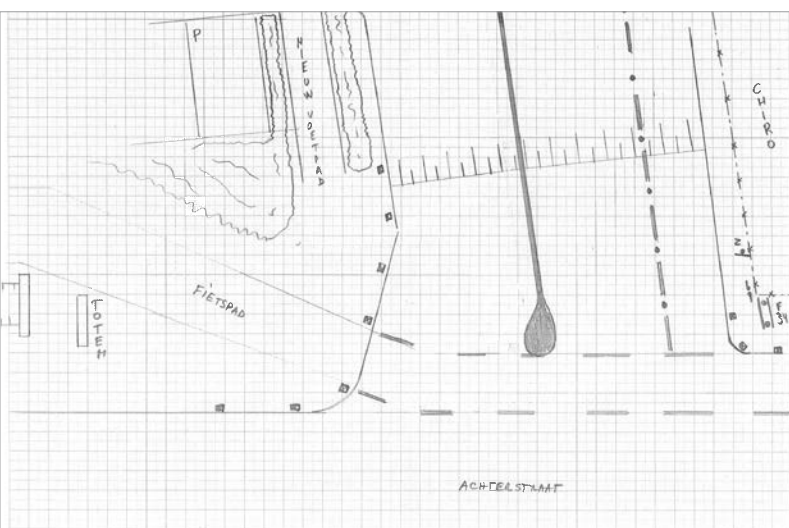 P
NIEUW VOETPAD
CHIRO
FIETSPAD
TOTEM
ACHTERSTRAAT